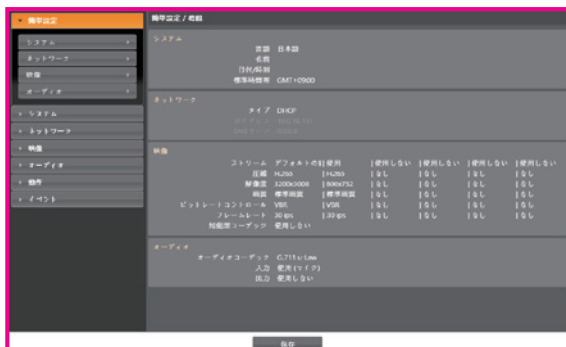 簡単設定
システム
ネットワーク
映像
オーディオ
システム
ネットワーク
映像
オーディオ
動作
イベント
簡単設定 / 概観
システム
言語 日本語
名前
日付/時刻
標準時間帯 GMT+0900
ネットワーク
タイプ DHCP
映像
ストリーム デフォルトの設 |使用 |使用しない |使用しない |使用しない |使用しない
圧縮 H.265 |H.265 |なし |なし |なし |なし
解像度 3200x3008 |800x752 |なし |なし |なし |なし
画質 標準画質 |標準画質 |なし |なし |なし |なし
ビットレートコントロール VBR |VBR |なし |なし |なし |なし
フレームレート 30 ips |30 ips |なし |なし |なし |なし
知能型コーデック 使用しない
オーディオ
オーディオコーデック G.711 u-Law
入力 使用 (マイク)
出力 使用しない
保存